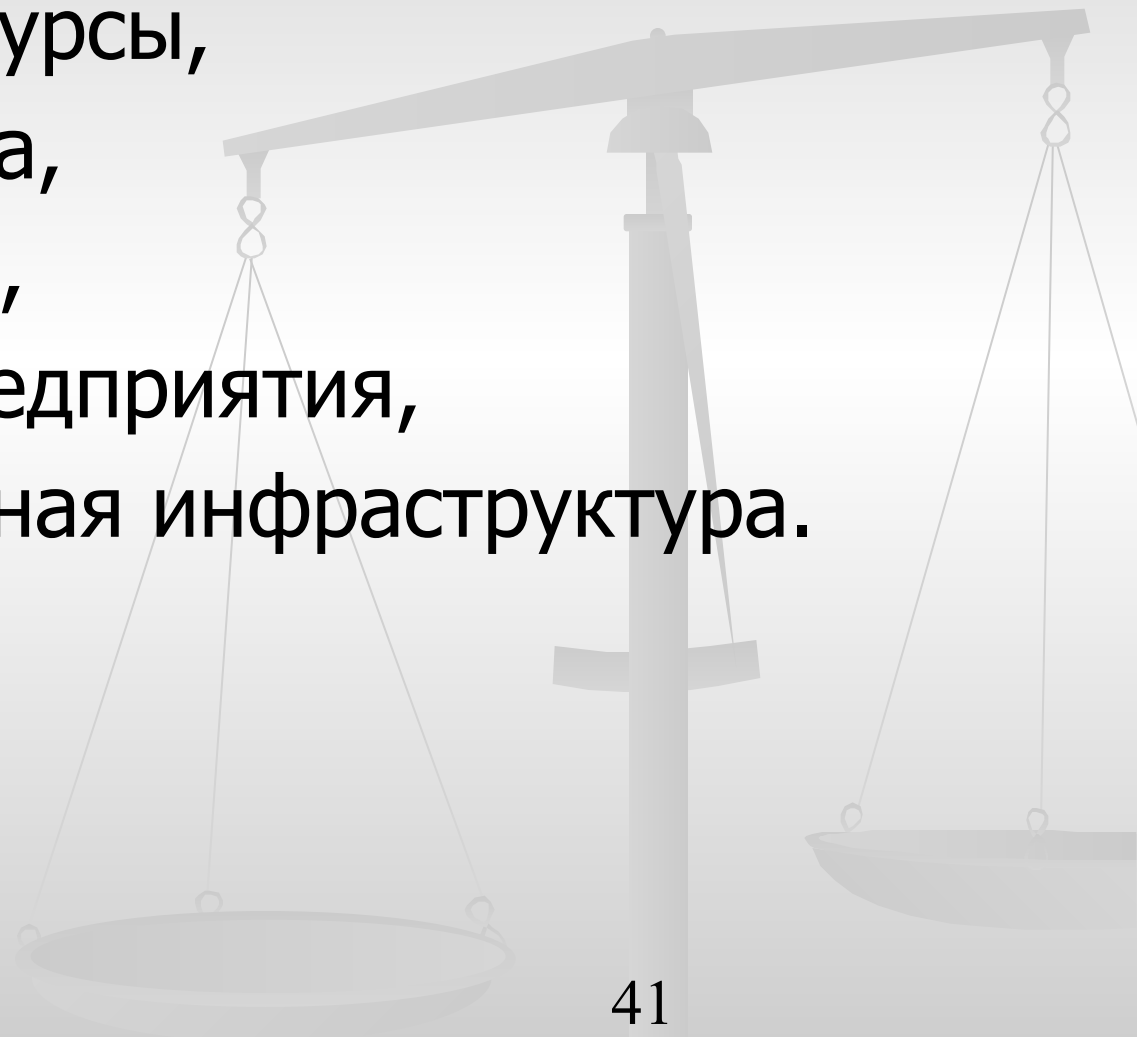 урсы,
а,
,
едприятия,
ная инфраструктура.
41